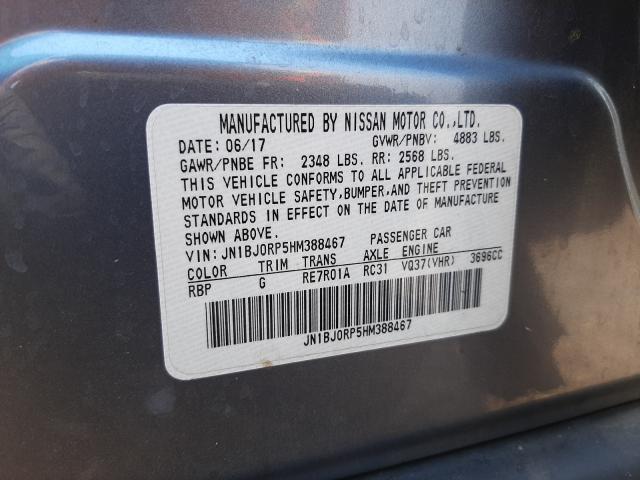 MANUFACTURED BY NISSAN MOTOR CO.,LTD.
DATE: 06/17 GVWR/PNBV: 4883 LBS.
GAWR/PNBE FR: 2348 LBS. RR: 2568 LBS.
THIS VEHICLE CONFORMS TO ALL APPLICABLE FEDERAL
MOTOR VEHICLE SAFETY,BUMPER,AND THEFT PREVENTION
STANDARDS IN EFFECT ON THE DATE OF MANUFACTURE
SHOWN ABOVE.
VIN: JN1BJ0RP5HM388467 PASSENGER CAR
COLOR TRIM TRANS AXLE ENGINE
RBP G RE7R01A RC31 VQ37(VHR) 3696CC
JN1BJ0RP5HM388467